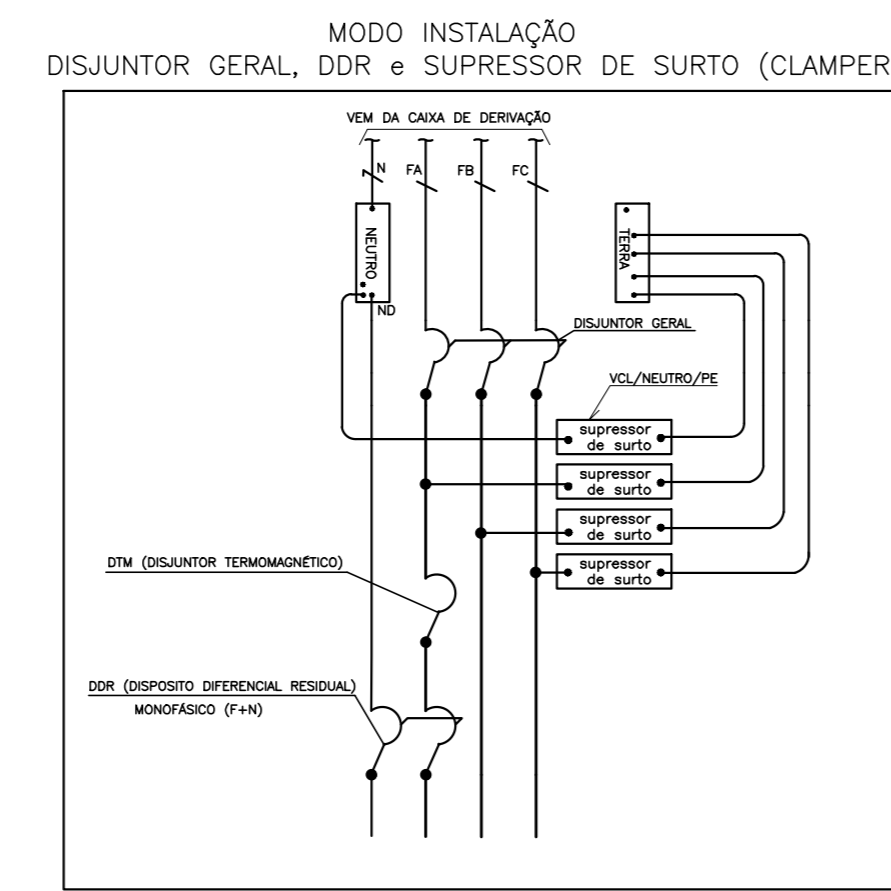 MODO INSTALAÇÃO
DISJUNTOR GERAL, DDR e SUPRESSOR DE SURTO (CLAMPER
VEM DA CAIXA DE DERIVAÇÃO
N
FA
FB
FC
NEUTRO
TERRA
ND
DISJUNTOR GERAL
VCL/NEUTRO/PE
supressor
de surto
supressor
de surto
supressor
de surto
supressor
de surto
DTM (DISJUNTOR TERMOMAGNÉTICO)
DDR (DISPOSITO DIFERENCIAL RESIDUAL)
MONOFÁSICO (F+N)